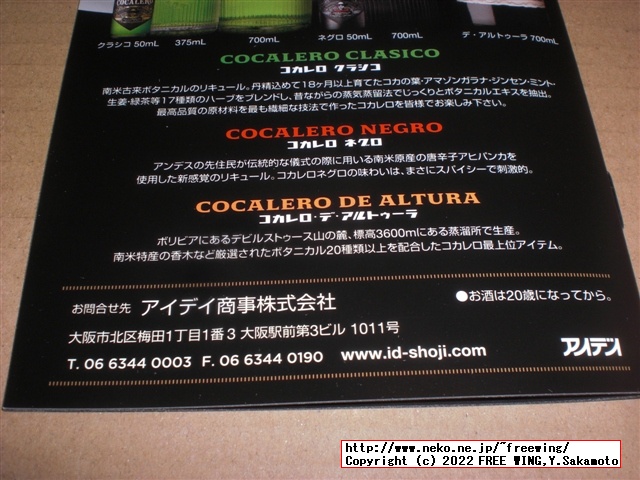 COCALERO
クラシコ 50mL 375mL 700mL ネグロ 50mL 700mL デ・アルトゥーラ 700mL
COCALERO CLASICO
コカレロ クラシコ
南米古来ボタニカルのリキュール。丹精込めて18ヶ月以上育てたコカの葉・アマゾンガラナ・ジンセン・ミント・
生姜・緑茶等17種類のハーブをブレンドし、昔ながらの蒸気蒸留法でじっくりとボタニカルエキスを抽出。
最高品質の原材料を最も繊細な技法で作ったコカレロを皆様でお楽しみ下さい。
COCALERO NEGRO
コカレロ ネグロ
アンデスの先住民が伝統的な儀式の際に用いる南米原産の唐辛子アヒパンカを
使用した新感覚のリキュール。コカレロネグロの味わいは、まさにスパイシーで刺激的。
COCALERO DE ALTURA
コカレロ・デ・アルトゥーラ
ボリビアにあるデビルストゥース山の麓、標高3600mにある蒸溜所で生産。
南米特産の香木など厳選されたボタニカル20種類以上を配合したコカレロ最上位アイテム。
お問合せ先 アイデイ商事株式会社
●お酒は20歳になってから。
大阪市北区梅田1丁目1番3 大阪駅前第3ビル 1011号
T. 06 6344 0003 F. 06 6344 0190 www.id-shoji.com
アイデイ
http://www.neko.ne.jp/~freewing/
Copyright (c) 2022 FREE WING,Y.Sakamoto